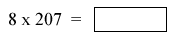 8 x 207 =